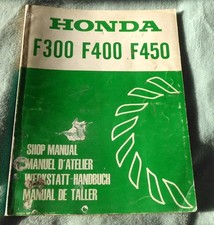 HONDA
F300 F400 F450
SHOP MANUAL
MANUEL D'ATELIER
WERKSTATT-HANDBUCH
MANUAL DE TALLER